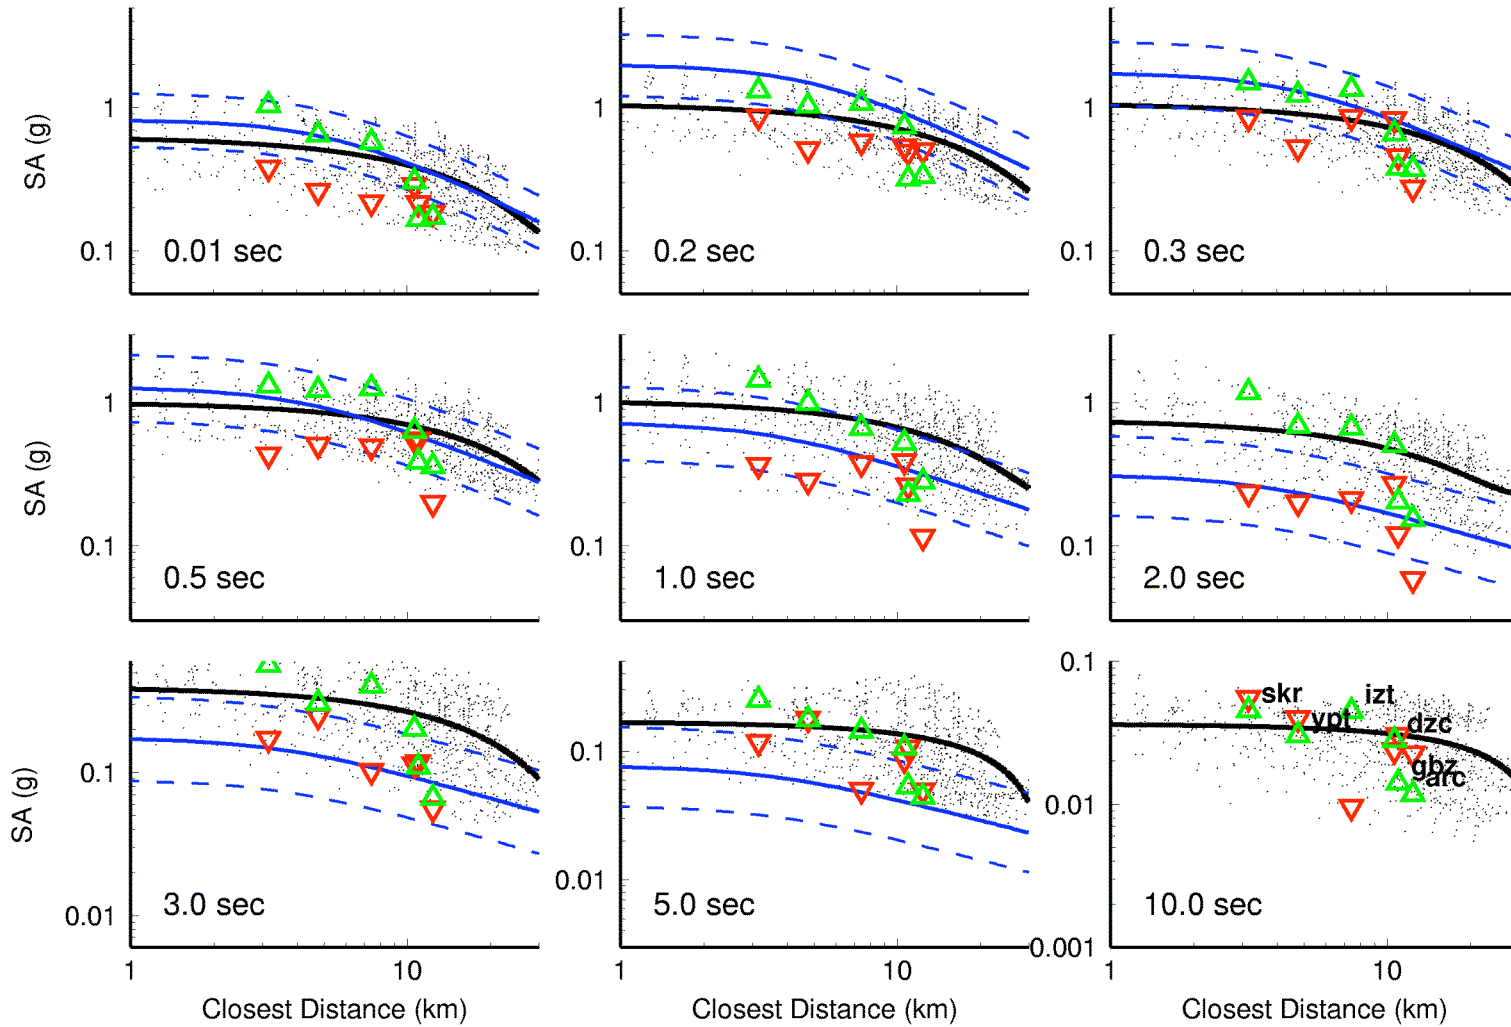 SA (g)
1
0.1
0.01 sec
1
0.1
0.2 sec
1
0.1
0.3 sec
SA (g)
1
0.1
0.5 sec
1
0.1
1.0 sec
1
0.1
2.0 sec
SA (g)
0.1
0.01
3.0 sec
1 10
Closest Distance (km)
0.1
0.01
5.0 sec
1 10
Closest Distance (km)
0.1
0.01
0.001
skr izt
ypt dzc
gbz
arc
10.0 sec
1 10
Closest Distance (km)